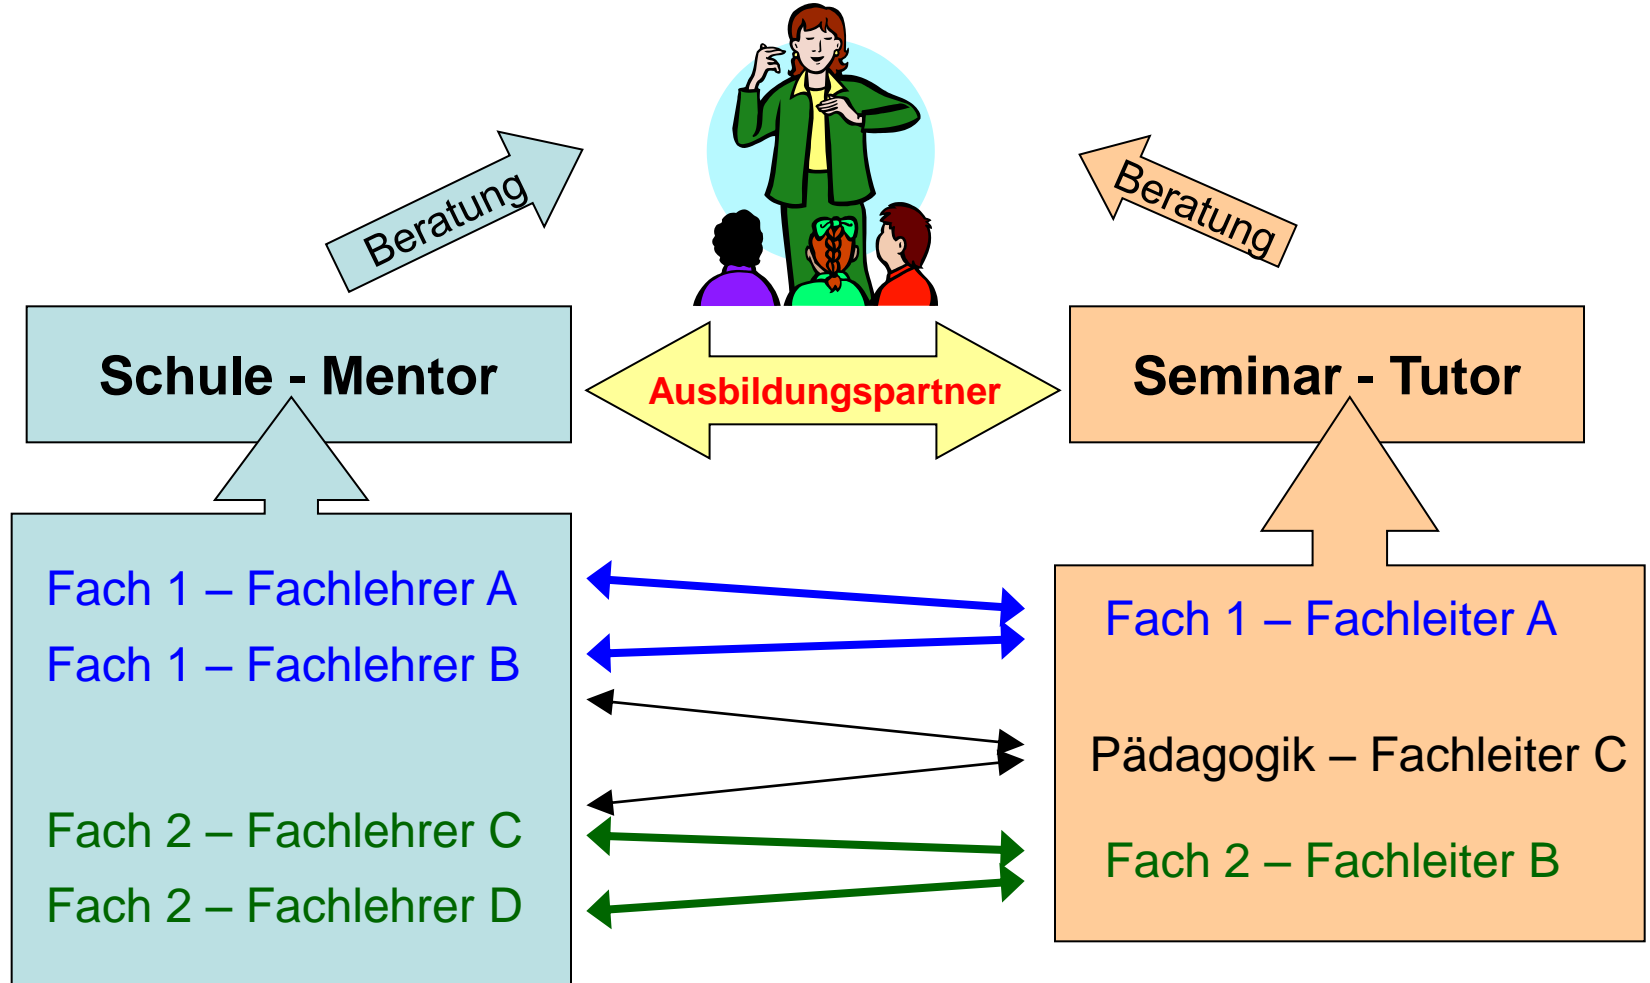 Beratung
Beratung
Schule - Mentor
Ausbildungspartner
Seminar - Tutor
Fach 1 – Fachlehrer A
Fach 1 – Fachlehrer B
Fach 2 – Fachlehrer C
Fach 2 – Fachlehrer D
Fach 1 – Fachleiter A
Pädagogik – Fachleiter C
Fach 2 – Fachleiter B